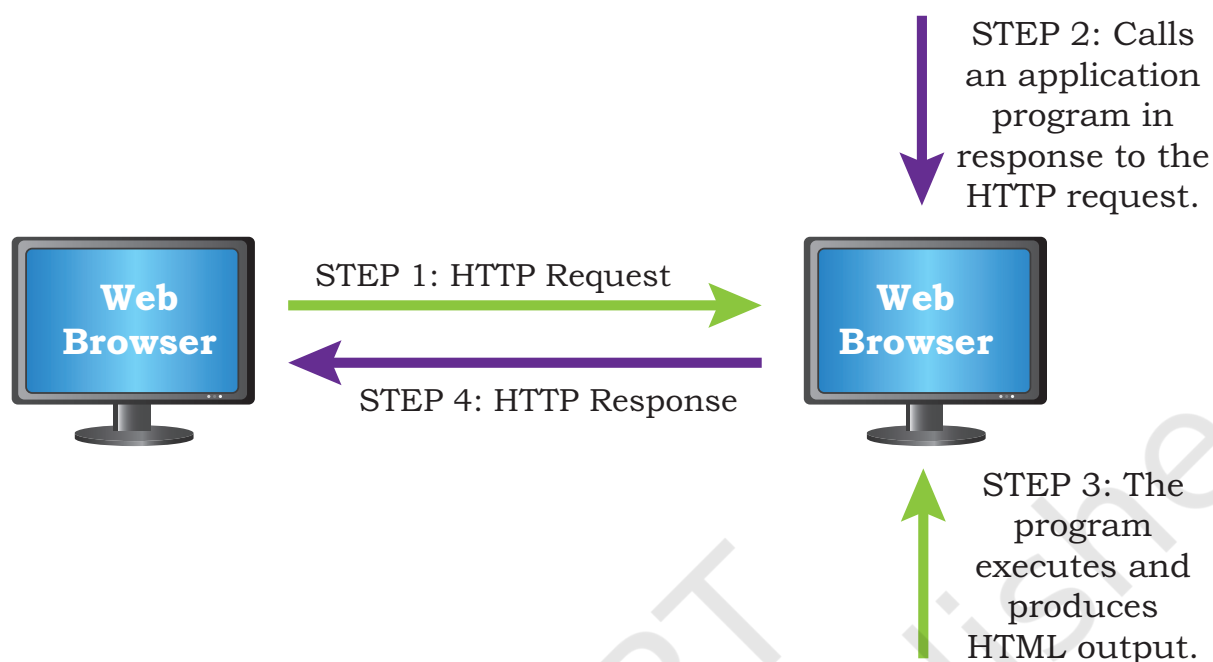 STEP 2: Calls
an application
program in
response to the
HTTP request.
Web
Browser
STEP 1: HTTP Request
STEP 4: HTTP Response
Web
Browser
STEP 3: The
program
executes and
produces
HTML output.